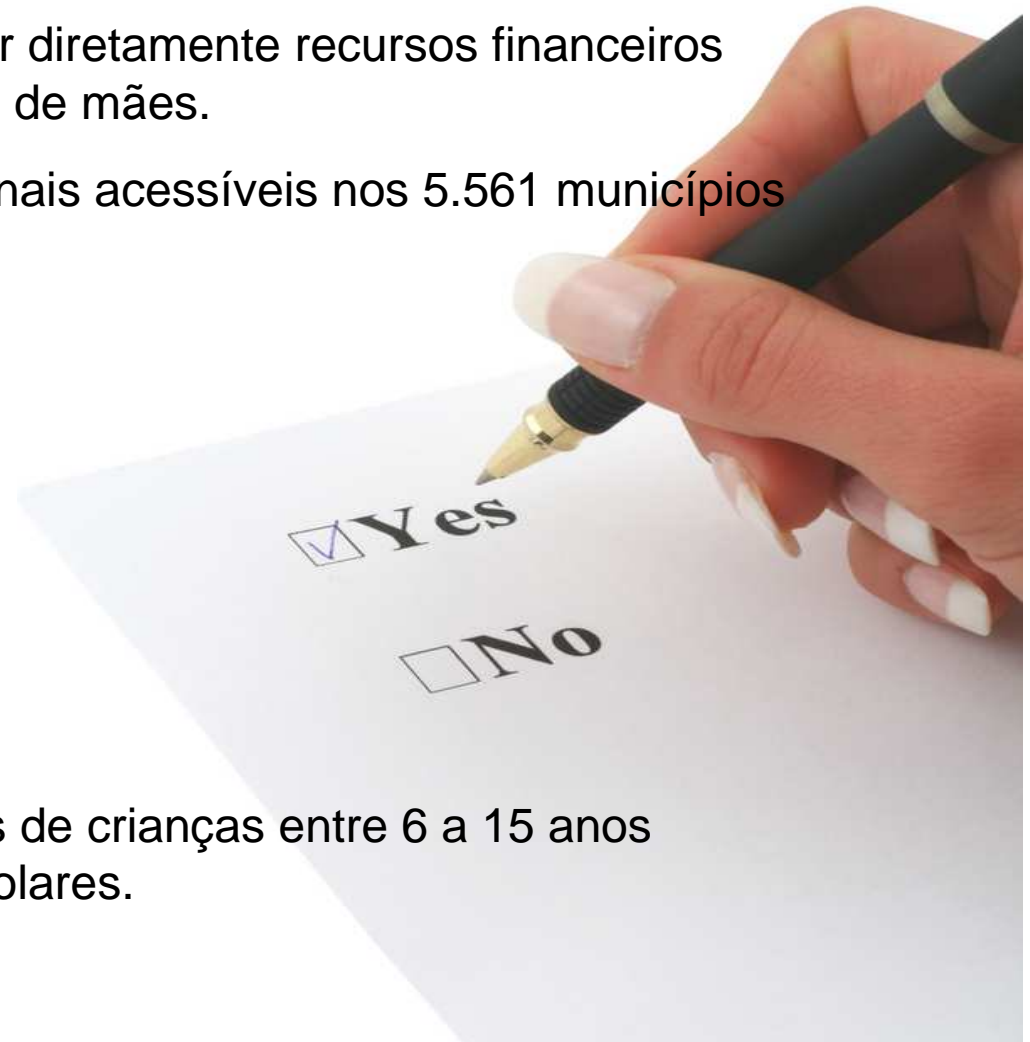 r diretamente recursos financeiros
de mães.
nais acessíveis nos 5.561 municípios
Yes
No
s de crianças entre 6 a 15 anos
olares.